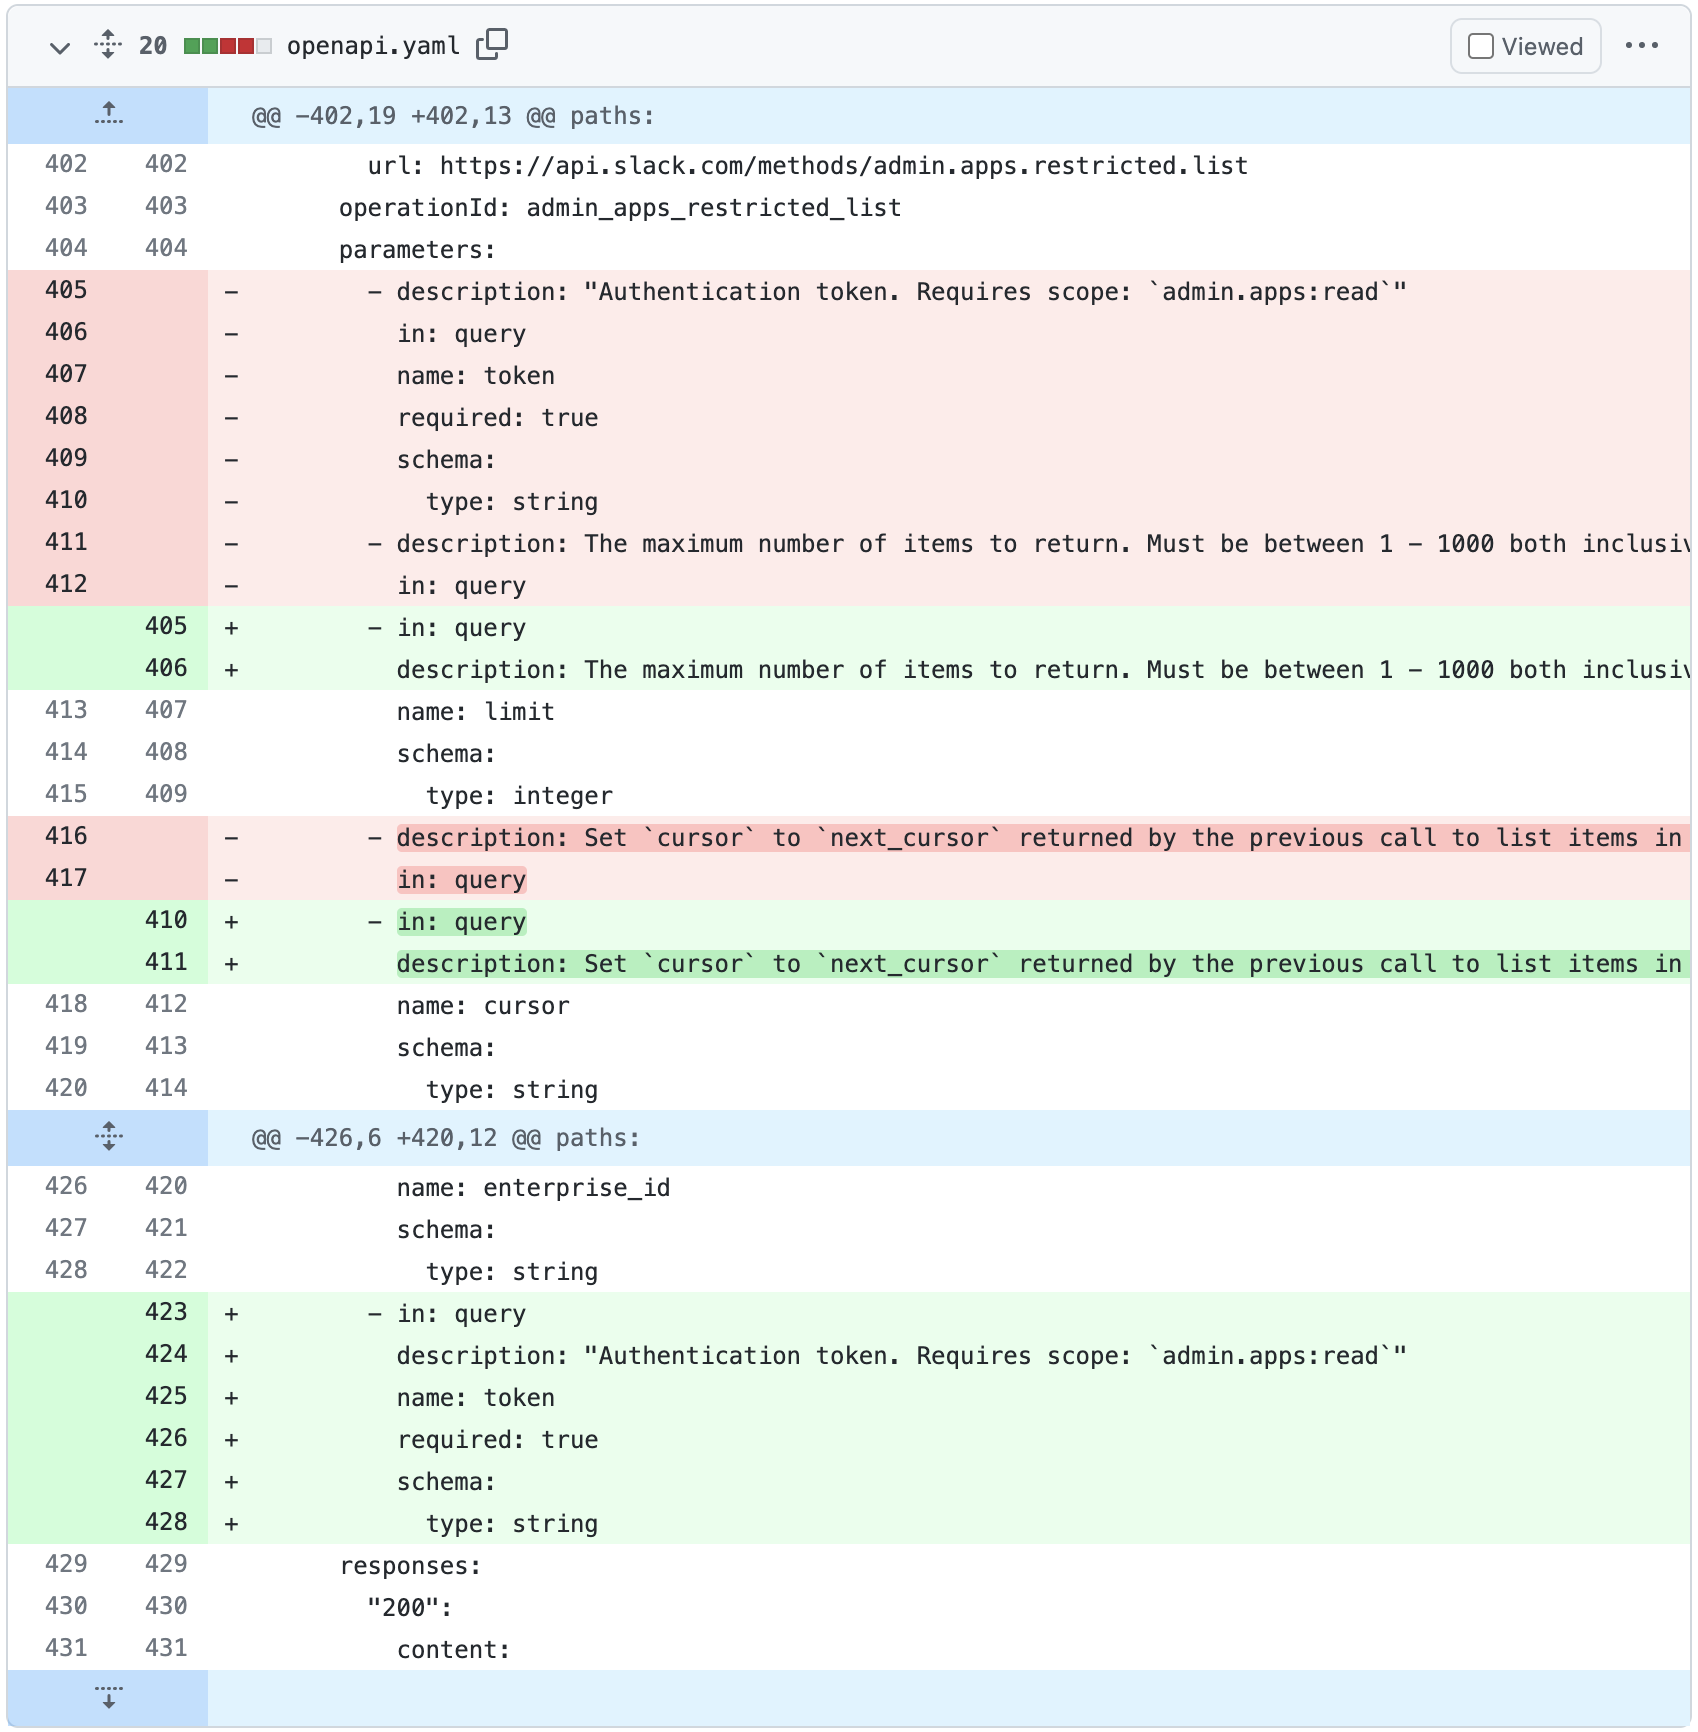 20 openapi.yaml Viewed
@@ -402,19 +402,13 @@ paths:
402 402 url: https://api.slack.com/methods/admin.apps.restricted.list
403 403 operationId: admin_apps_restricted_list
404 404 parameters:
405 - - description: "Authentication token. Requires scope: `admin.apps:read`"
406 - in: query
407 - name: token
408 - required: true
409 - schema:
410 - type: string
411 - - description: The maximum number of items to return. Must be between 1 - 1000 both inclusiv
412 - in: query
405 + - in: query
406 + description: The maximum number of items to return. Must be between 1 - 1000 both inclusiv
413 407 name: limit
414 408 schema:
415 409 type: integer
416 - - description: Set `cursor` to `next_cursor` returned by the previous call to list items in
417 - in: query
410 + - in: query
411 + description: Set `cursor` to `next_cursor` returned by the previous call to list items in
418 412 name: cursor
419 413 schema:
420 414 type: string
@@ -426,6 +420,12 @@ paths:
426 420 name: enterprise_id
427 421 schema:
428 422 type: string
423 + - in: query
424 + description: "Authentication token. Requires scope: `admin.apps:read`"
425 + name: token
426 + required: true
427 + schema:
428 + type: string
429 429 responses:
430 430 "200":
431 431 content: